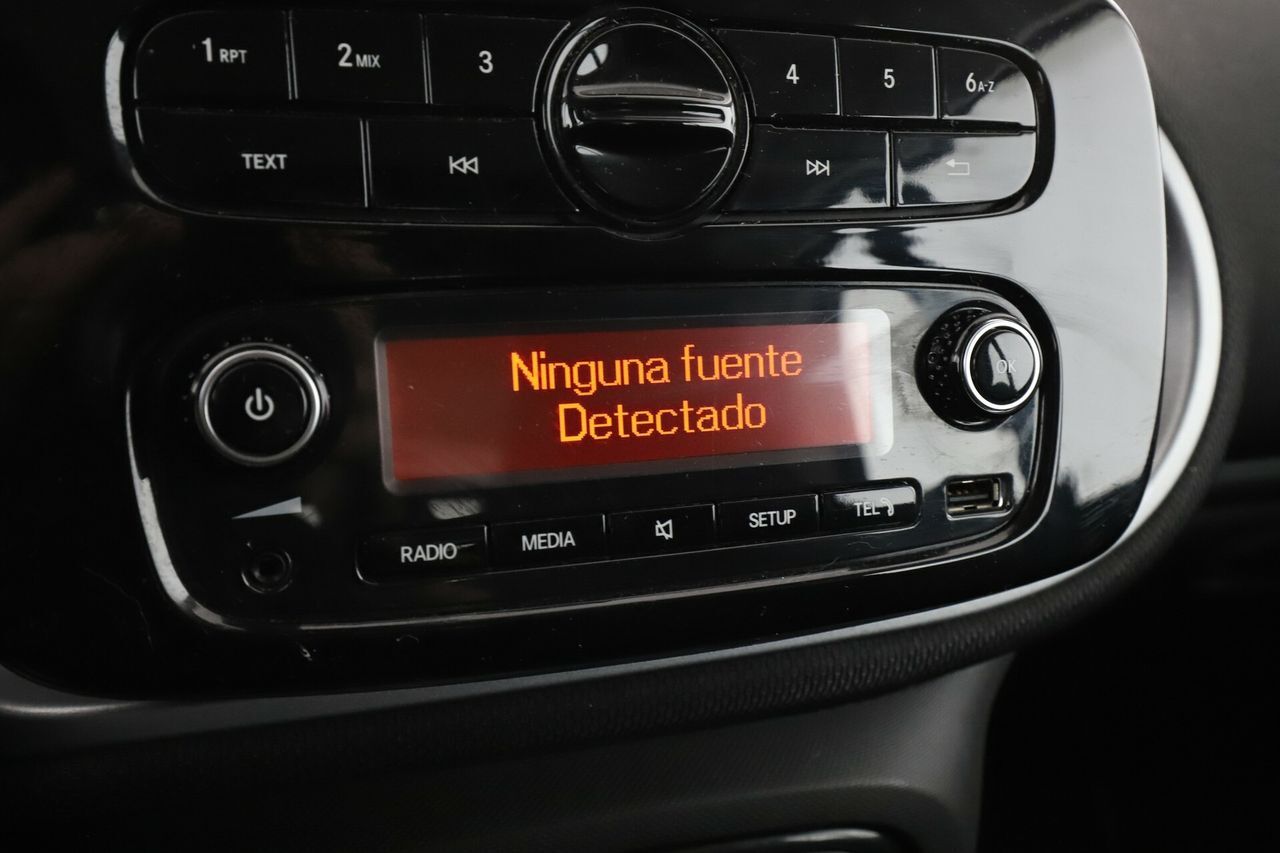 1 RPT
2 MIX
3
4
5
6 A-Z
TEXT
Ninguna fuente
Detectado
OK
RADIO
MEDIA
SETUP
TEL